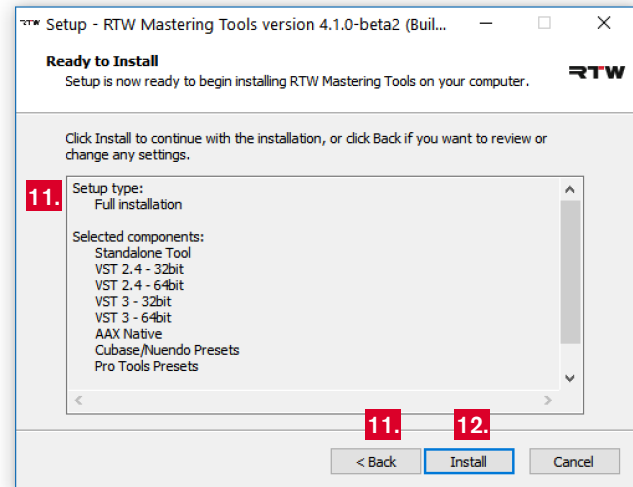 RTW Setup - RTW Mastering Tools version 4.1.0-beta2 (Buil...
Ready to Install
Setup is now ready to begin installing RTW Mastering Tools on your computer.
RTW
Click Install to continue with the installation, or click Back if you want to review or
change any settings.
11.
Setup type:
Full installation
Selected components:
Standalone Tool
VST 2.4 - 32bit
VST 2.4 - 64bit
VST 3 - 32bit
VST 3 - 64bit
AAX Native
Cubase/Nuendo Presets
Pro Tools Presets
11. 12.
< Back Install Cancel